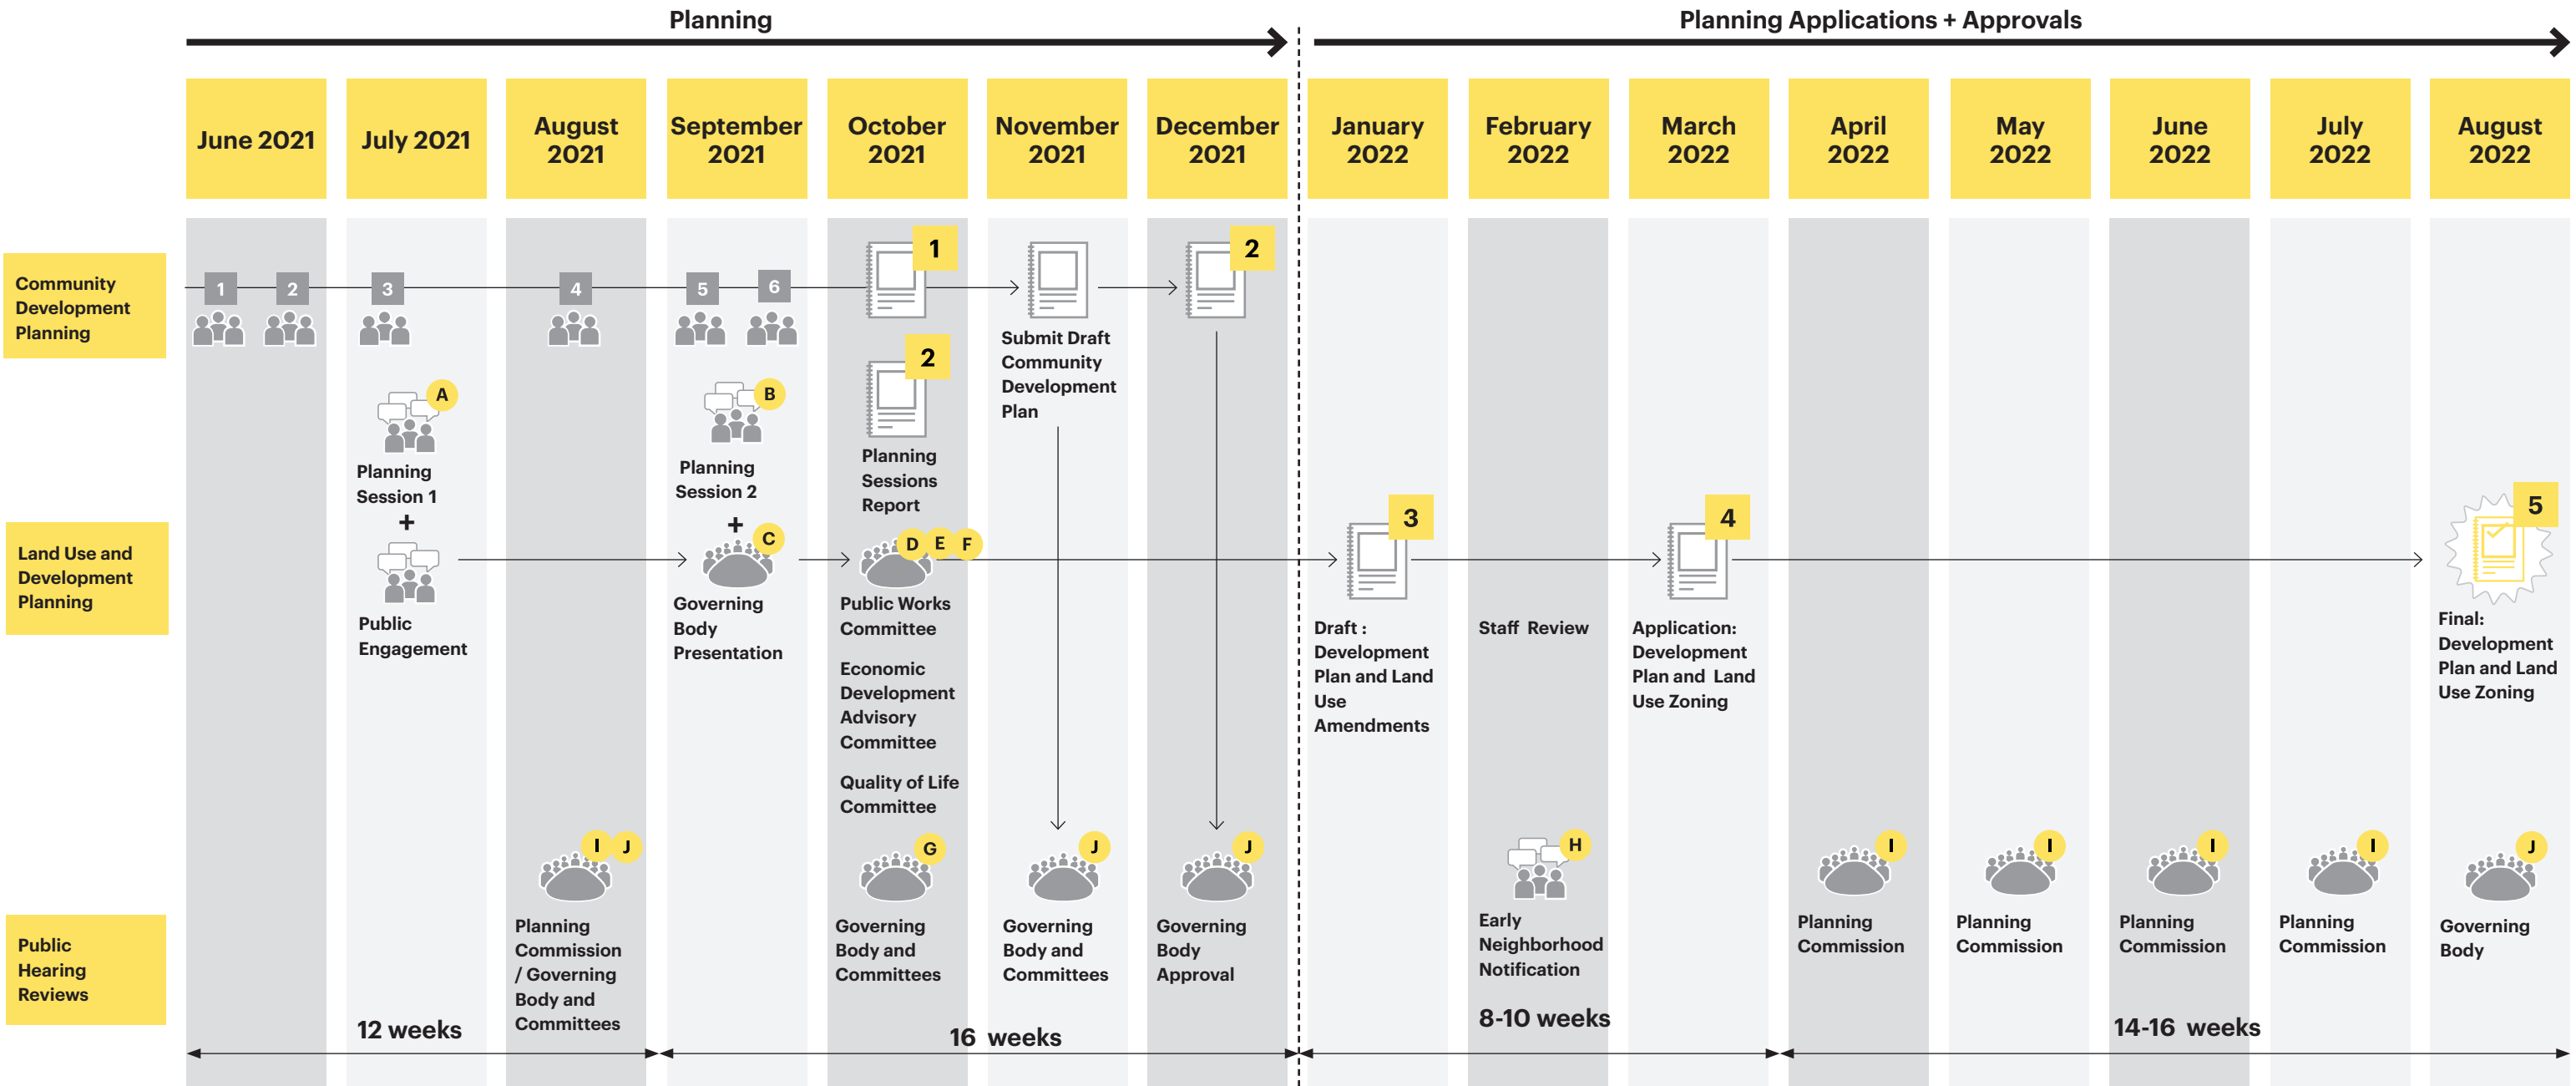 Planning
Planning Applications + Approvals
June 2021
July 2021
August
2021
September
2021
October
2021
November
2021
December
2021
January
2022
February
2022
March
2022
April
2022
May
2022
June
2022
July
2022
August
2022
Community
Development
Planning
1
2
3
4
5
6
1
2
2
Submit Draft
Community
Development
Plan
A
Planning
Session 1
+
Public
Engagement
B
Planning
Session 2
+
C
Governing
Body
Presentation
Planning
Sessions
Report
Land Use and
Development
Planning
D
E
F
Public Works
Committee
Economic
Development
Advisory
Committee
Quality of Life
Committee
3
Draft :
Development
Plan and Land
Use
Amendments
Staff Review
4
Application:
Development
Plan and Land
Use Zoning
5
Final:
Development
Plan and Land
Use Zoning
Public
Hearing
Reviews
I
J
Planning
Commission
/ Governing
Body and
Committees
G
Governing
Body and
Committees
J
Governing
Body and
Committees
J
Governing
Body
Approval
H
Early
Neighborhood
Notification
I
Planning
Commission
I
Planning
Commission
I
Planning
Commission
I
Planning
Commission
J
Governing
Body
12 weeks
16 weeks
8-10 weeks
14-16 weeks